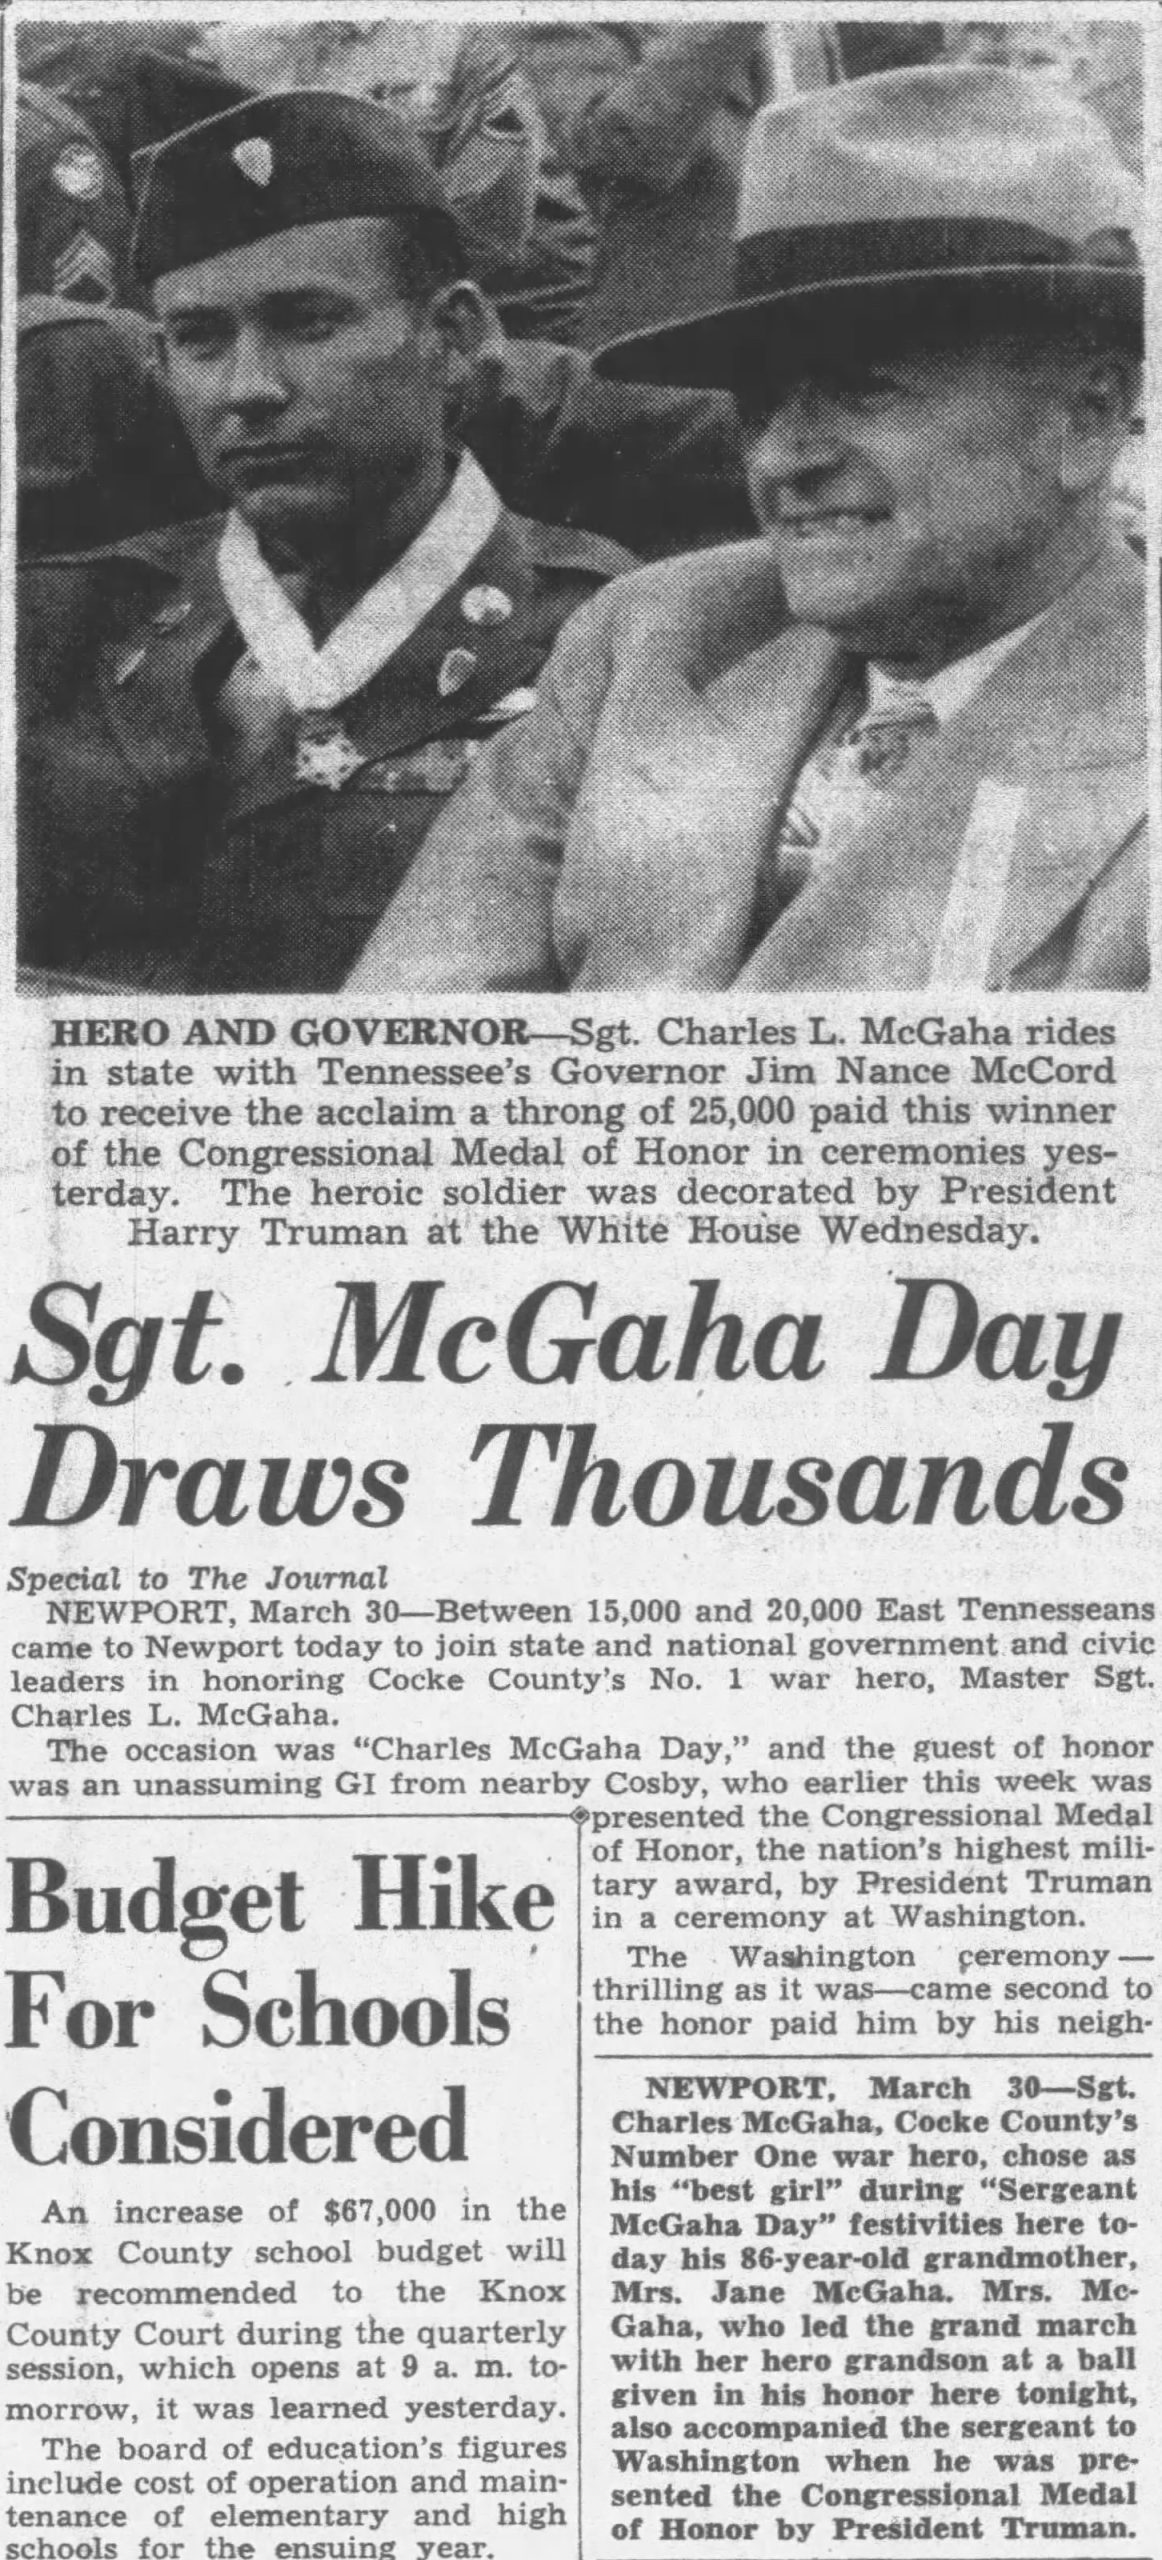 HERO AND GOVERNOR—Sgt. Charles L. McGaha rides
in state with Tennessee's Governor Jim Nance McCord
to receive the acclaim a throng of 25,000 paid this winner
of the Congressional Medal of Honor in ceremonies yes-
terday. The heroic soldier was decorated by President
Harry Truman at the White House Wednesday.
Sgt. McGaha Day
Draws Thousands
Special to The Journal
NEWPORT, March 30—Between 15,000 and 20,000 East Tennesseans
came to Newport today to join state and national government and civic
leaders in honoring Cocke County's No. 1 war hero, Master Sgt.
Charles L. McGaha.
The occasion was "Charles McGaha Day," and the guest of honor
was an unassuming GI from nearby Cosby, who earlier this week was
presented the Congressional Medal
of Honor, the nation's highest mili-
tary award, by President Truman
in a ceremony at Washington.
The Washington ceremony—
thrilling as it was—came second to
the honor paid him by his neigh-
NEWPORT, March 30—Sgt.
Charles McGaha, Cocke County's
Number One war hero, chose as
his "best girl" during "Sergeant
McGaha Day" festivities here to-
day his 86-year-old grandmother,
Mrs. Jane McGaha. Mrs. Mc-
Gaha, who led the grand march
with her hero grandson at a ball
given in his honor here tonight,
also accompanied the sergeant to
Washington when he was pre-
sented the Congressional Medal
of Honor by President Truman.
Budget Hike
For Schools
Considered
An increase of $67,000 in the
Knox County school budget will
be recommended to the Knox
County Court during the quarterly
session, which opens at 9 a. m. to-
morrow, it was learned yesterday.
The board of education's figures
include cost of operation and main-
tenance of elementary and high
schools for the ensuing year.